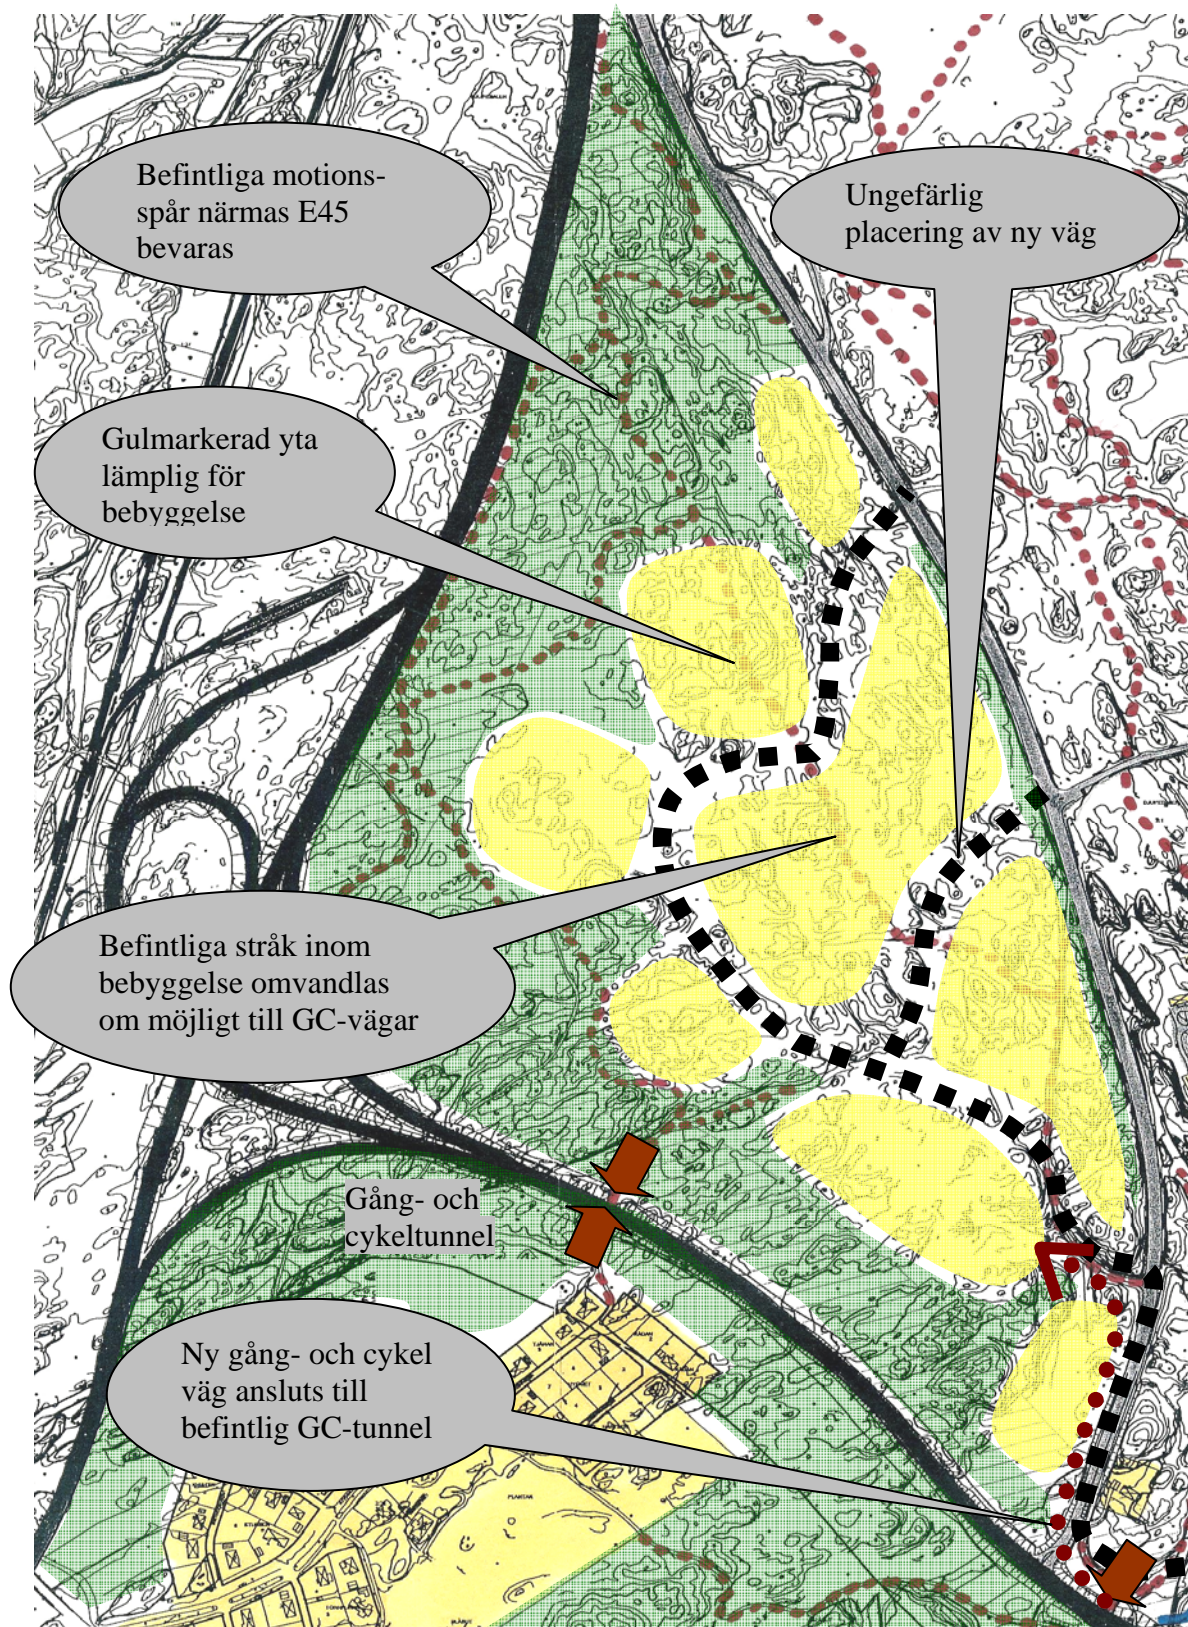 Befintliga motions-
spår närmas E45
bevaras
Ungefärlig
placering av ny väg
Gulmarkerad yta
lämplig för
bebyggelse
Befintliga stråk inom
bebyggelse omvandlas
om möjligt till GC-vägar
Gång- och
cykeltunnel
Ny gång- och cykel
väg ansluts till
befintlig GC-tunnel